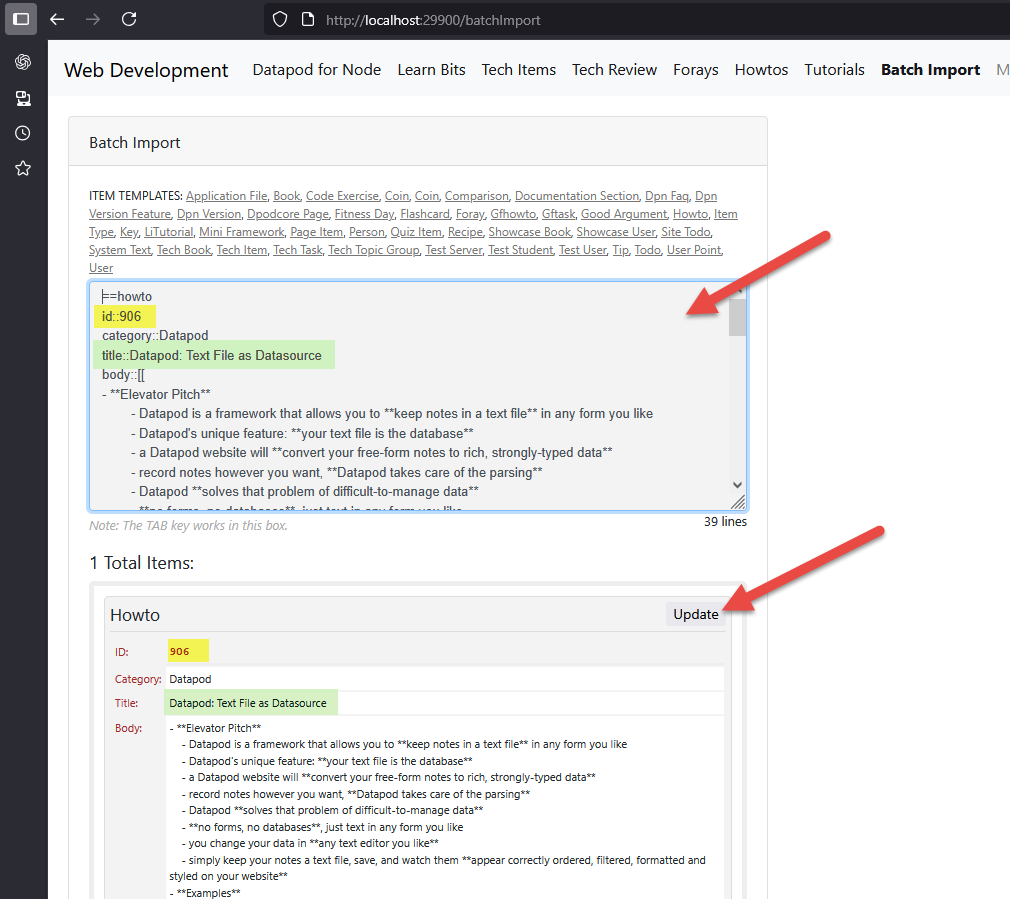 http://localhost:29900/batchImport
Web Development Datapod for Node Learn Bits Tech Items Tech Review Forays Howtos Tutorials Batch Import M
Batch Import
ITEM TEMPLATES: Application File, Book, Code Exercise, Coin, Coin, Comparison, Documentation Section, Dpn Faq, Dpn
Version Feature, Dpn Version, Dpodcore Page, Fitness Day, Flashcard, Foray, Gfhowto, Gftask, Good Argument, Howto, Item
Type, Key, LiTutorial, Mini Framework, Page Item, Person, Quiz Item, Recipe, Showcase Book, Showcase User, Site Todo,
System Text, Tech Book, Tech Item, Tech Task, Tech Topic Group, Test Server, Test Student, Test User, Tip, Todo, User Point,
User
==howto
id::906
category::Datapod
title::Datapod: Text File as Datasource
body::[[
- **Elevator Pitch**
- Datapod is a framework that allows you to **keep notes in a text file** in any form you like
- Datapod's unique feature: **your text file is the database**
- a Datapod website will **convert your free-form notes to rich, strongly-typed data**
- record notes however you want, **Datapod takes care of the parsing**
- Datapod **solves that problem of difficult-to-manage data**
- **no forms, no databases**, just text in any form you like
Note: The TAB key works in this box.
39 lines
1 Total Items:
Howto
Update
ID: 906
Category: Datapod
Title: Datapod: Text File as Datasource
Body: - **Elevator Pitch**
- Datapod is a framework that allows you to **keep notes in a text file** in any form you like
- Datapod's unique feature: **your text file is the database**
- a Datapod website will **convert your free-form notes to rich, strongly-typed data**
- record notes however you want, **Datapod takes care of the parsing**
- Datapod **solves that problem of difficult-to-manage data**
- **no forms, no databases**, just text in any form you like
- you change your data in **any text editor you like**
- simply keep your notes a text file, save, and watch them **appear correctly ordered, filtered, formatted and
styled on your website**
- **Examples**